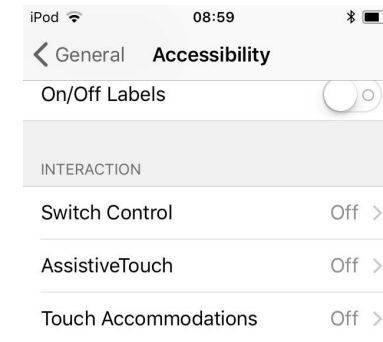 iPod 08:59
General Accessibility
On/Off Labels
INTERACTION
Switch Control Off
AssistiveTouch Off
Touch Accommodations Off